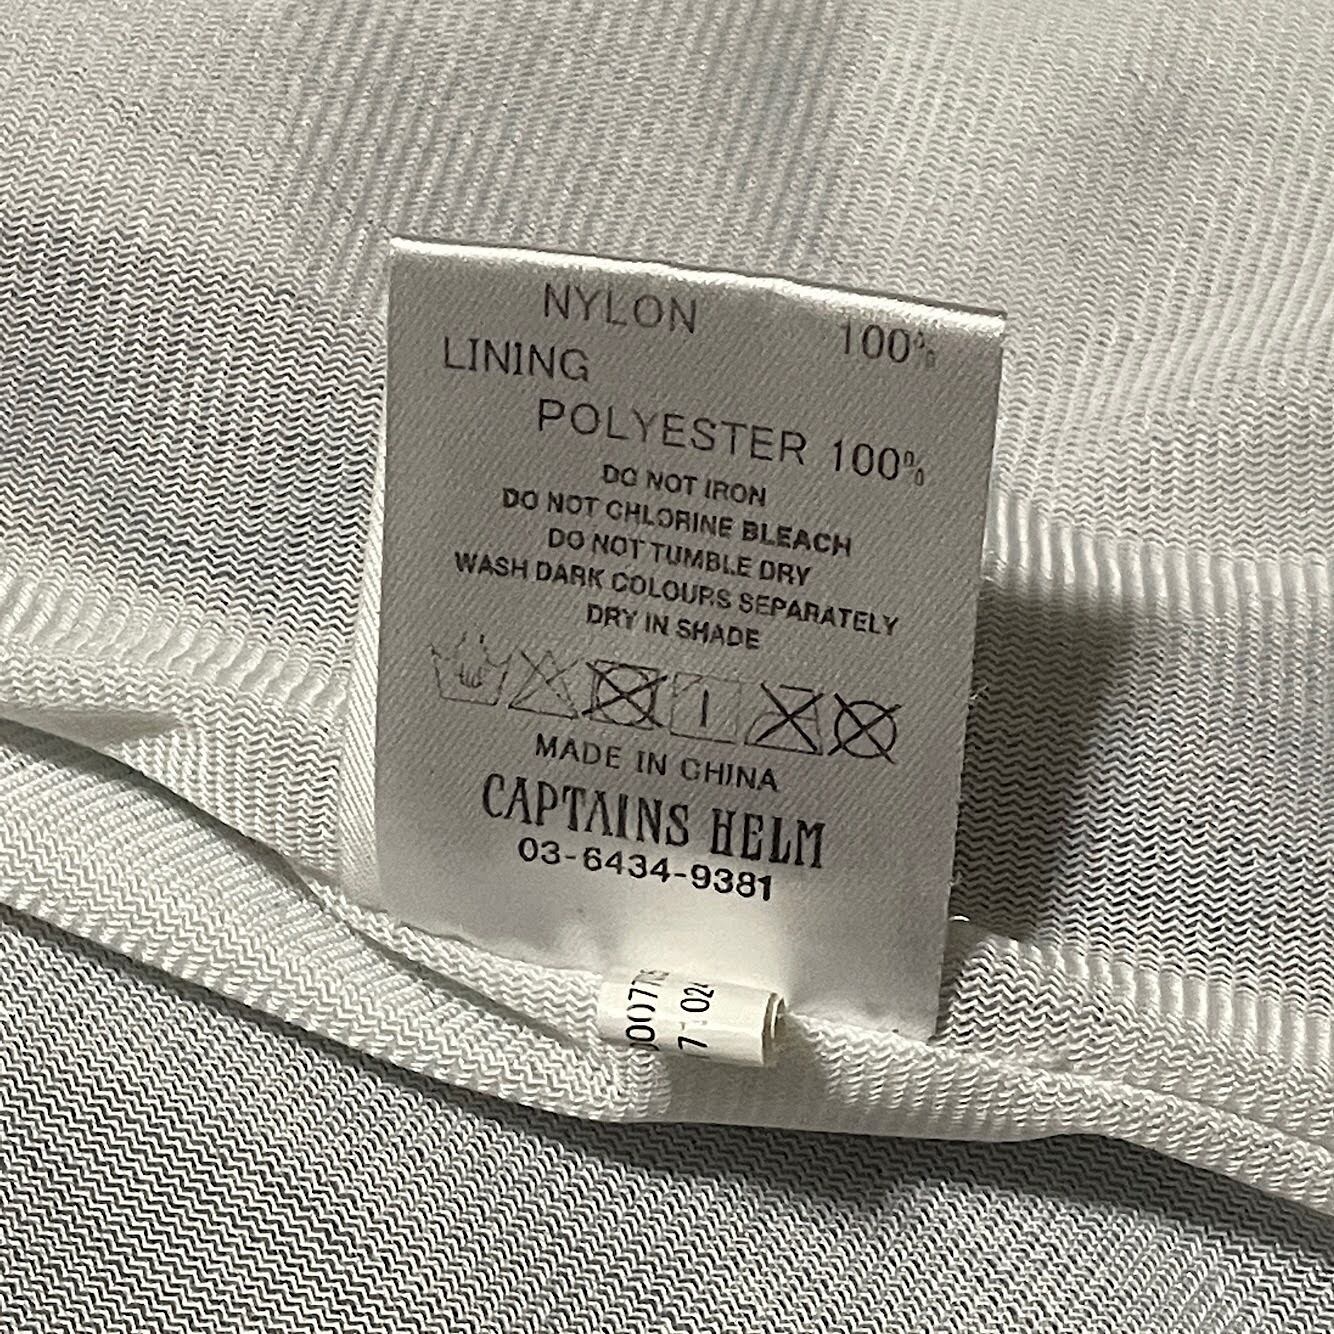 NYLON 100%
LINING
POLYESTER 100%
DO NOT IRON
DO NOT CHLORINE BLEACH
DO NOT TUMBLE DRY
WASH DARK COLOURS SEPARATELY
DRY IN SHADE
MADE IN CHINA
CAPTAINS HELM
03-6434-9381